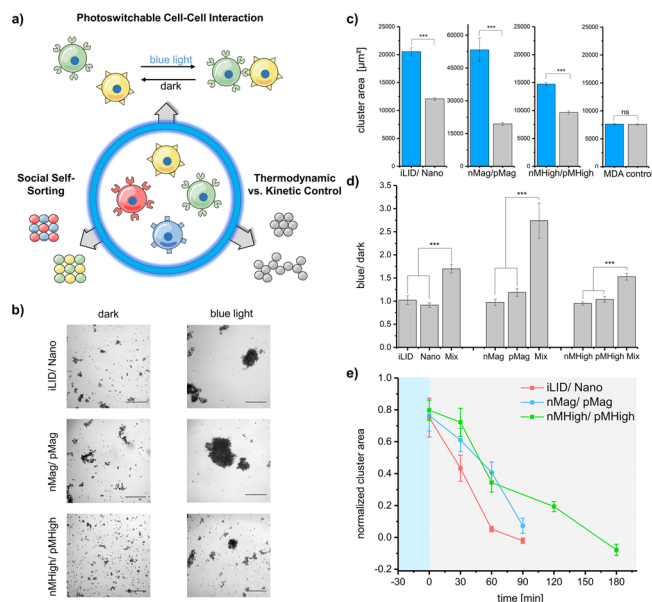 a)
Photoswitchable Cell-Cell Interaction
blue light
dark
Social Self-
Sorting
Thermodynamic
vs. Kinetic Control
b)
dark
blue light
iLID/ Nano
nMag/ pMag
nMHigh/ pMHigh
c)
cluster area [µm²]
25000
20000
15000
10000
5000
0
***
iLID/ Nano
60000
45000
30000
15000
0
***
nMag/pMag
25000
20000
15000
10000
5000
0
***
nMHigh/pMHigh
25000
20000
15000
10000
5000
0
ns
MDA control
d)
blue/ dark
3.0
2.5
2.0
1.5
1.0
0.5
0.0
***
***
***
iLID Nano Mix
nMag pMag Mix
nMHigh pMHigh Mix
e)
normalized cluster area
1.0
0.8
0.6
0.4
0.2
0.0
-0.2
iLID/ Nano
nMag/ pMag
nMHigh/ pMHigh
-30 0 30 60 90 120 150 180
time [min]